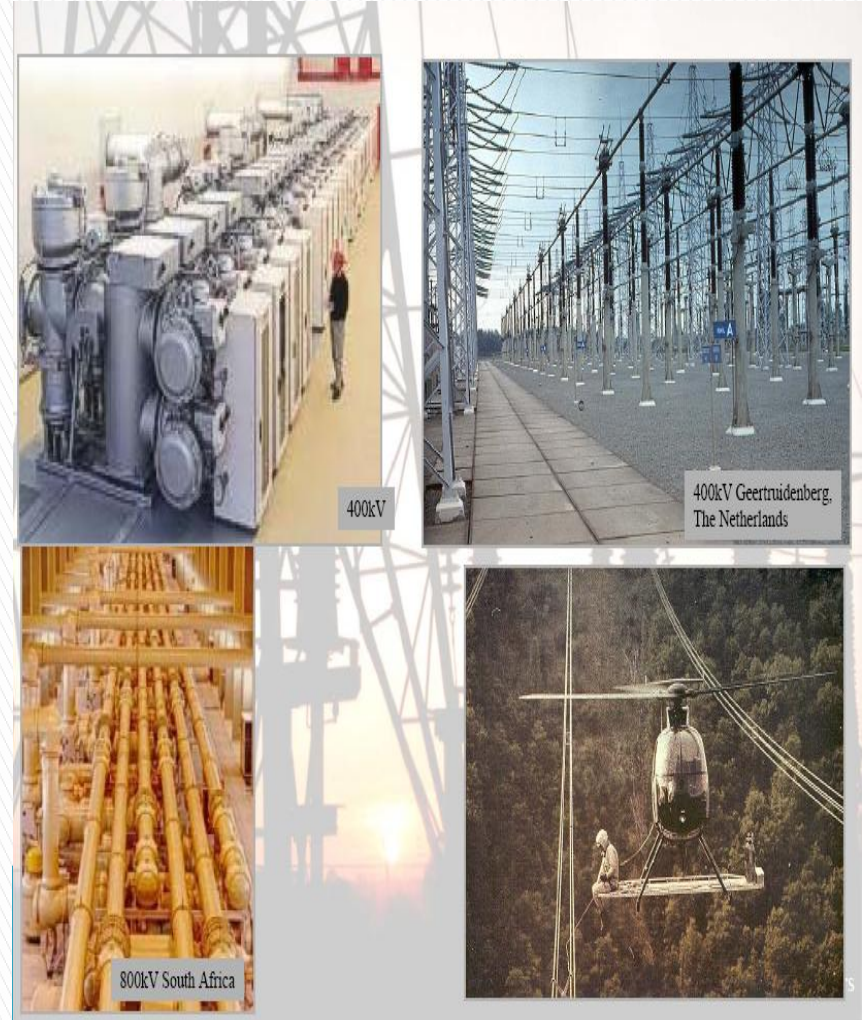 400kV
A
400kV Geertruidenberg,
The Netherlands
800kV South Africa